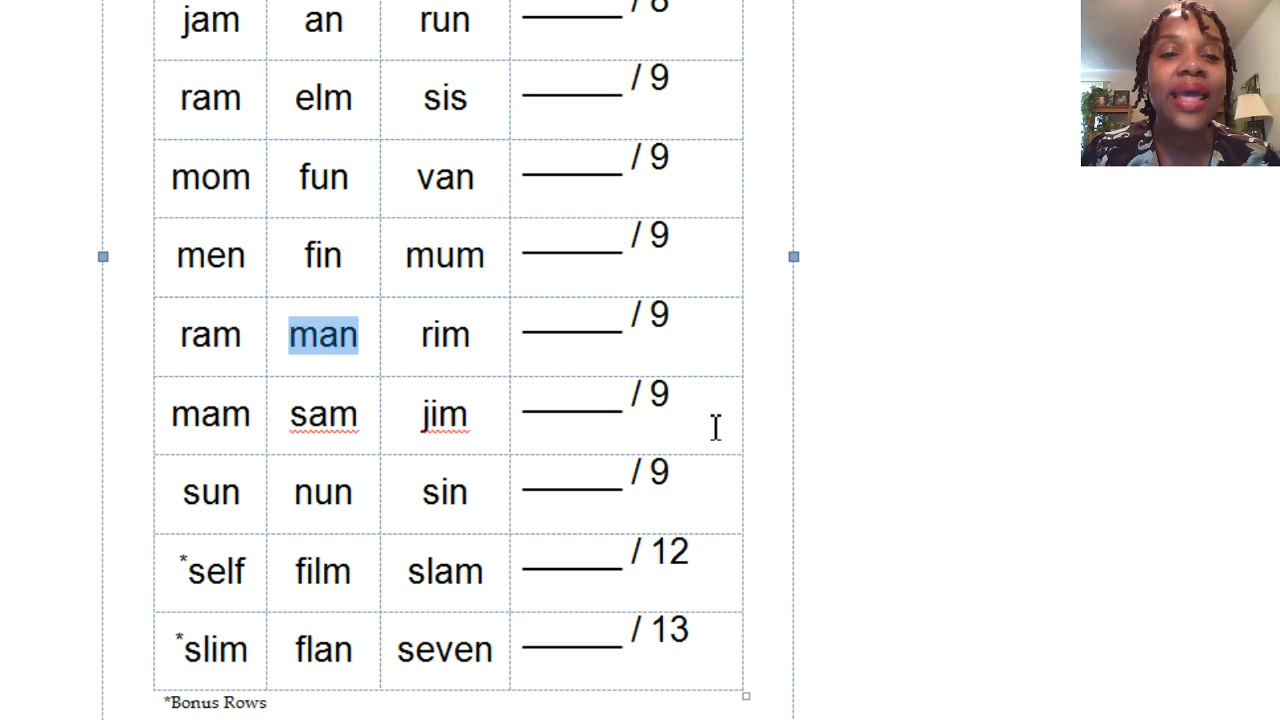 jam an run ______ / 8
ram elm sis ______ / 9
mom fun van ______ / 9
men fin mum ______ / 9
ram man rim ______ / 9
mam sam jim ______ / 9
sun nun sin ______ / 9
*self film slam ______ / 12
*slim flan seven ______ / 13
*Bonus Rows